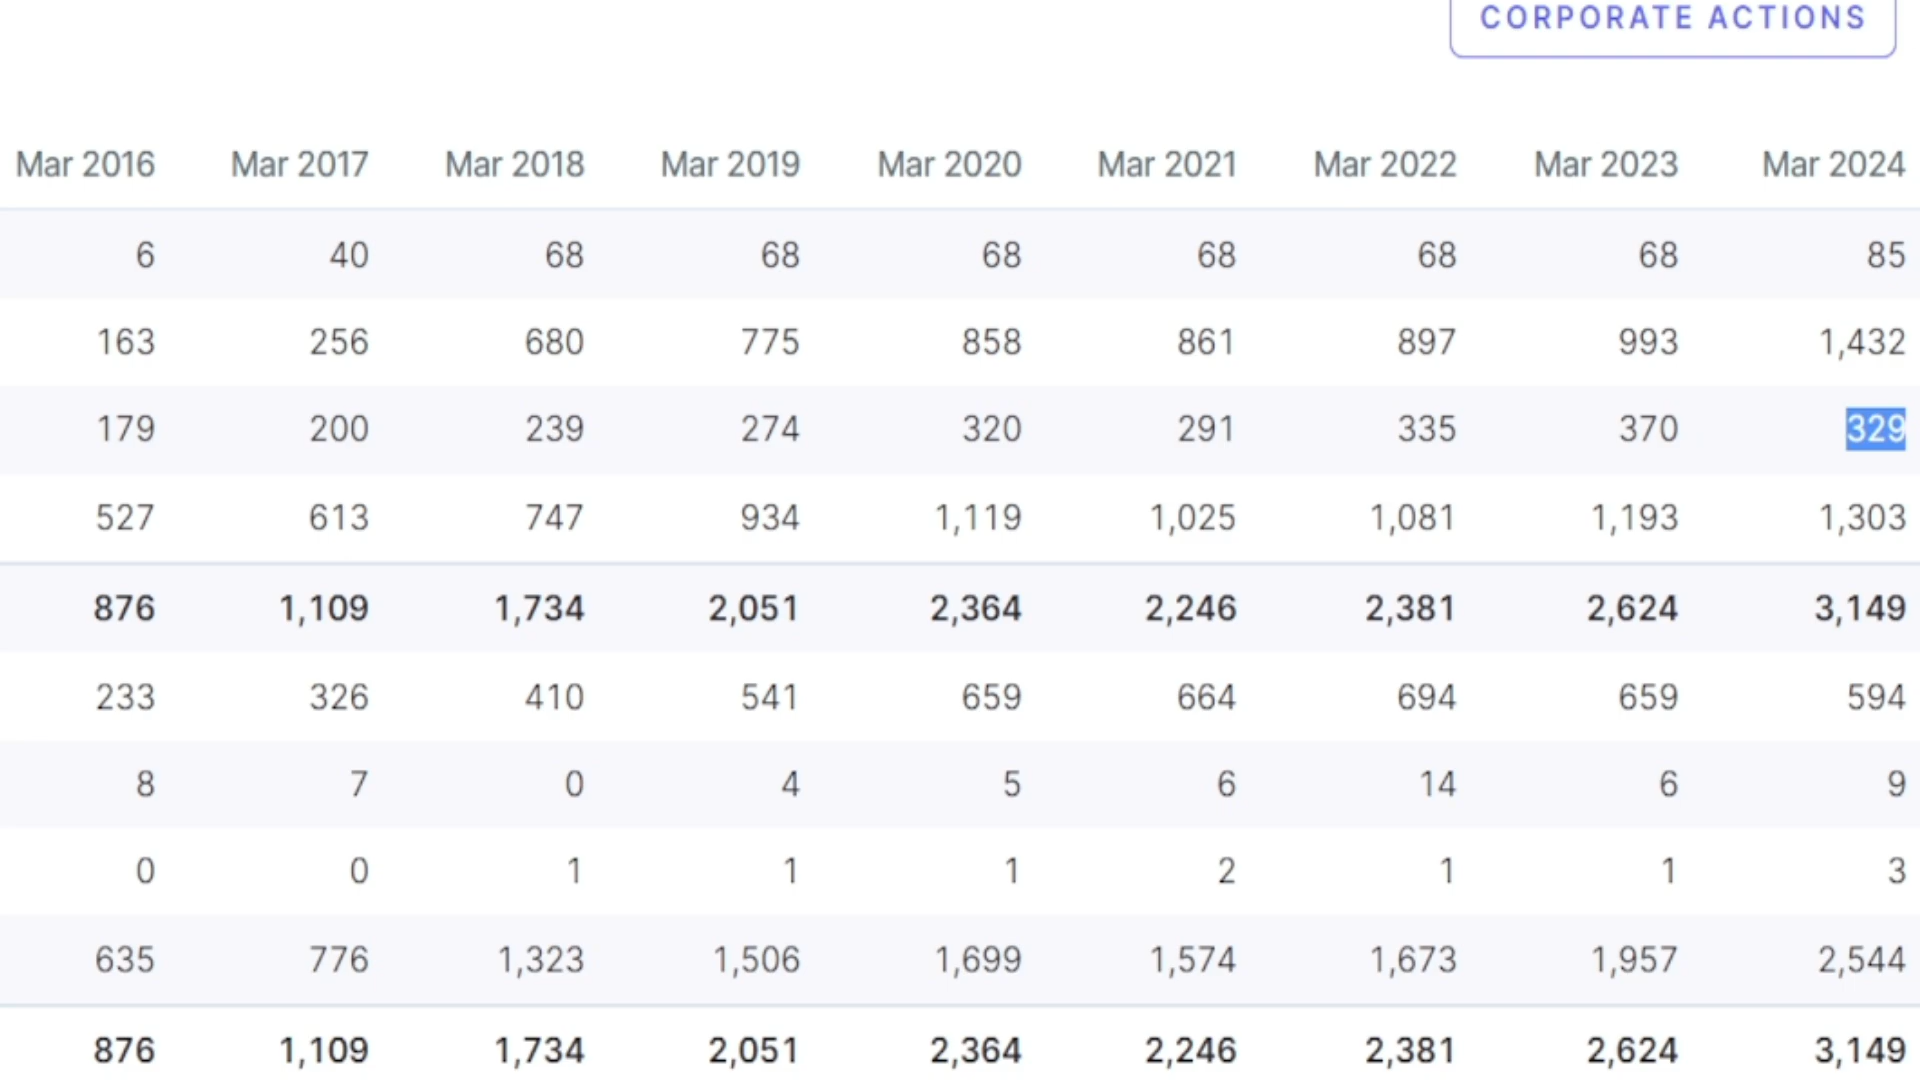 CORPORATE ACTIONS
Mar 2016 Mar 2017 Mar 2018 Mar 2019 Mar 2020 Mar 2021 Mar 2022 Mar 2023 Mar 2024
6 40 68 68 68 68 68 68 85
163 256 680 775 858 861 897 993 1,432
179 200 239 274 320 291 335 370 329
527 613 747 934 1,119 1,025 1,081 1,193 1,303
876 1,109 1,734 2,051 2,364 2,246 2,381 2,624 3,149
233 326 410 541 659 664 694 659 594
8 7 0 4 5 6 14 6 9
0 0 1 1 1 2 1 1 3
635 776 1,323 1,506 1,699 1,574 1,673 1,957 2,544
876 1,109 1,734 2,051 2,364 2,246 2,381 2,624 3,149